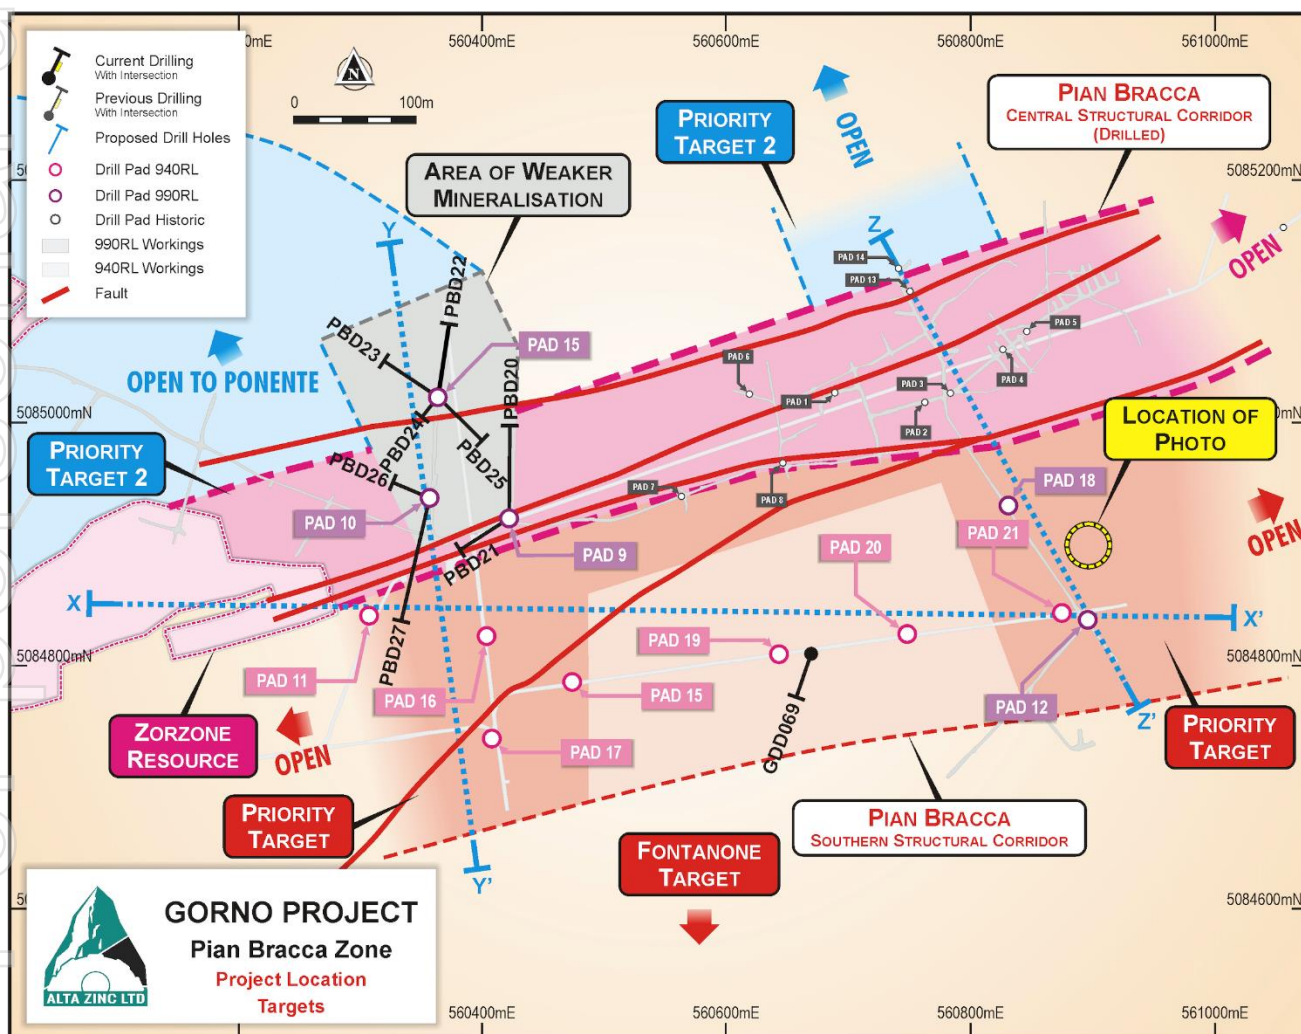 mE
560400mE
560600mE
560800mE
561000mE
Current Drilling
With Intersection
Previous Drilling
With Intersection
Proposed Drill Holes
Drill Pad 940RL
Drill Pad 990RL
Drill Pad Historic
990RL Workings
940RL Workings
Fault
N
0 100m
PRIORITY
TARGET 2
OPEN
PIAN BRACCA
CENTRAL STRUCTURAL CORRIDOR
(DRILLED)
AREA OF WEAKER
MINERALISATION
5085200mN
Y
Z
OPEN
PAD 14
PAD 13
PBD22
PBD23
PAD 15
PBD20
PAD 5
PAD 6
PAD 4
PAD 1
PAD 3
PAD 2
OPEN TO PONENTE
5085000mN
LOCATION OF
PHOTO
PRIORITY
TARGET 2
PBD24
PBD25
PBD26
PAD 7
PAD 8
PAD 18
PAD 10
PAD 9
PBD21
PAD 20
PAD 21
OPEN
X
X'
PAD 19
PBD27
5084800mN
PAD 11
PAD 16
PAD 15
PAD 12
Z'
GDD069
ZORZONE
RESOURCE
OPEN
PAD 17
PRIORITY
TARGET
PRIORITY
TARGET
PIAN BRACCA
SOUTHERN STRUCTURAL CORRIDOR
FONTANONE
TARGET
Y'
5084600mN
GORNO PROJECT
Pian Bracca Zone
Project Location
Targets
ALTA ZINC LTD
560400mE
560600mE
560800mE
561000mE